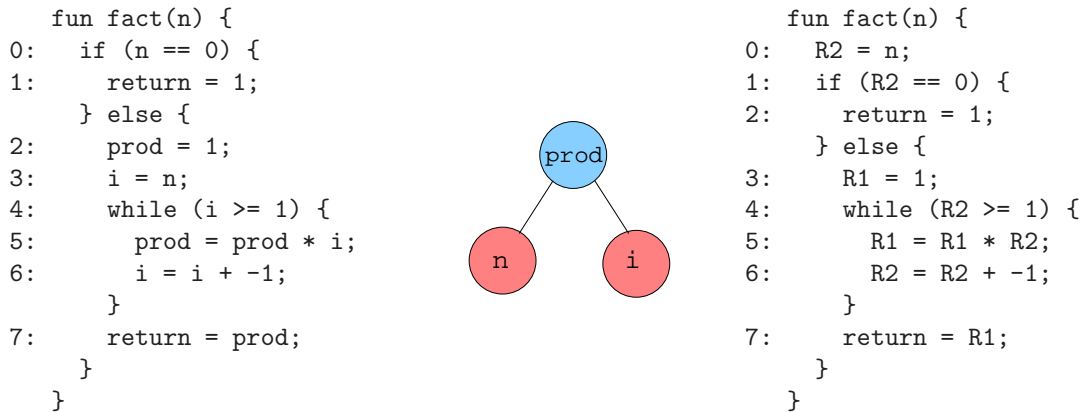 fun fact(n) {
0: if (n == 0) {
1: return = 1;
} else {
2: prod = 1;
3: i = n;
4: while (i >= 1) {
5: prod = prod * i;
6: i = i + -1;
}
7: return = prod;
}
}
prod
n i
fun fact(n) {
0: R2 = n;
1: if (R2 == 0) {
2: return = 1;
} else {
3: R1 = 1;
4: while (R2 >= 1) {
5: R1 = R1 * R2;
6: R2 = R2 + -1;
}
7: return = R1;
}
}